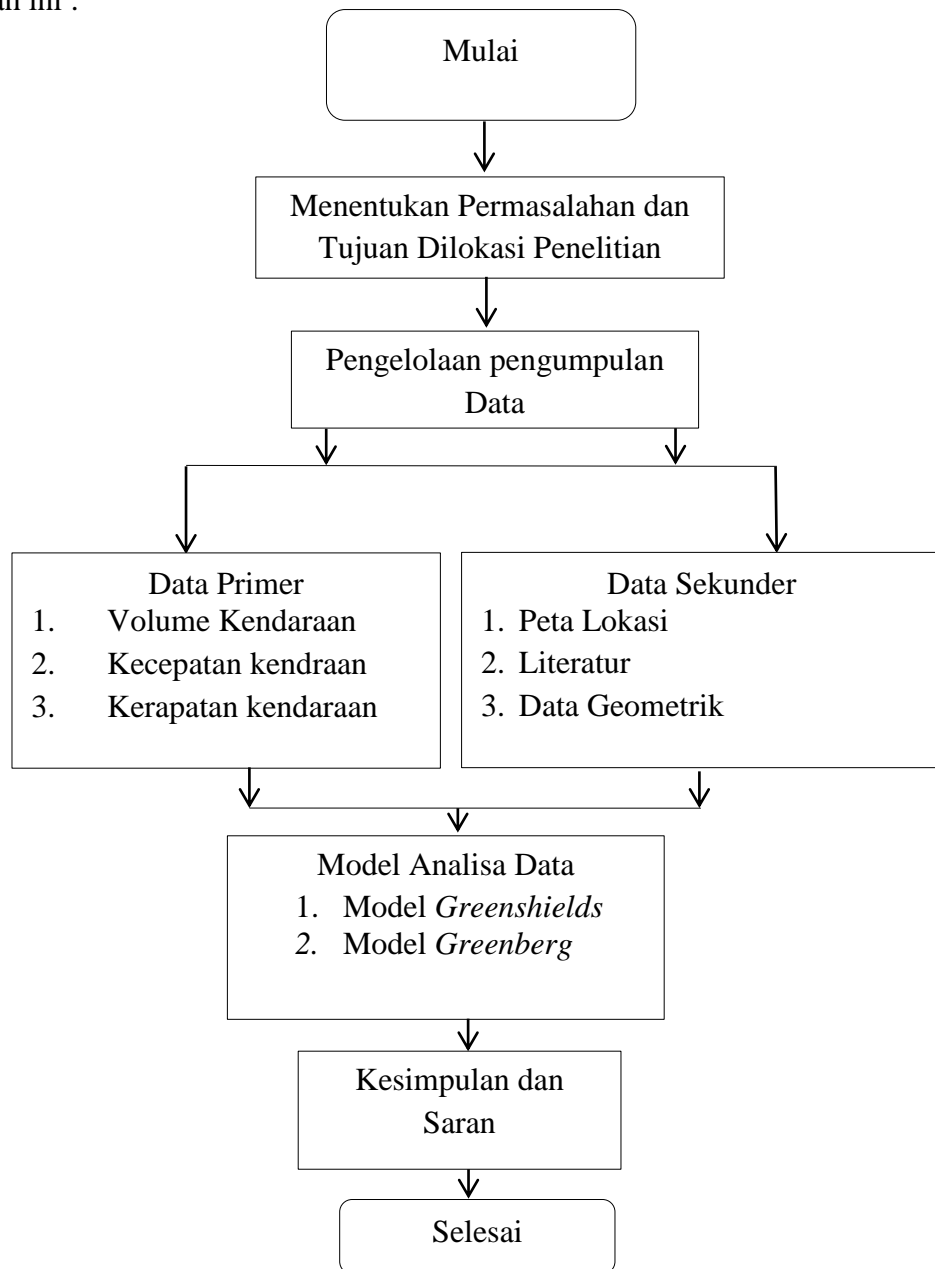 Mulai
Menentukan Permasalahan dan
Tujuan Dilokasi Penelitian
Pengelolaan pengumpulan
Data
Data Primer
1. Volume Kendaraan
2. Kecepatan kendraan
3. Kerapatan kendaraan
Data Sekunder
1. Peta Lokasi
2. Literatur
3. Data Geometrik
Model Analisa Data
1. Model Greenshields
2. Model Greenberg
Kesimpulan dan
Saran
Selesai